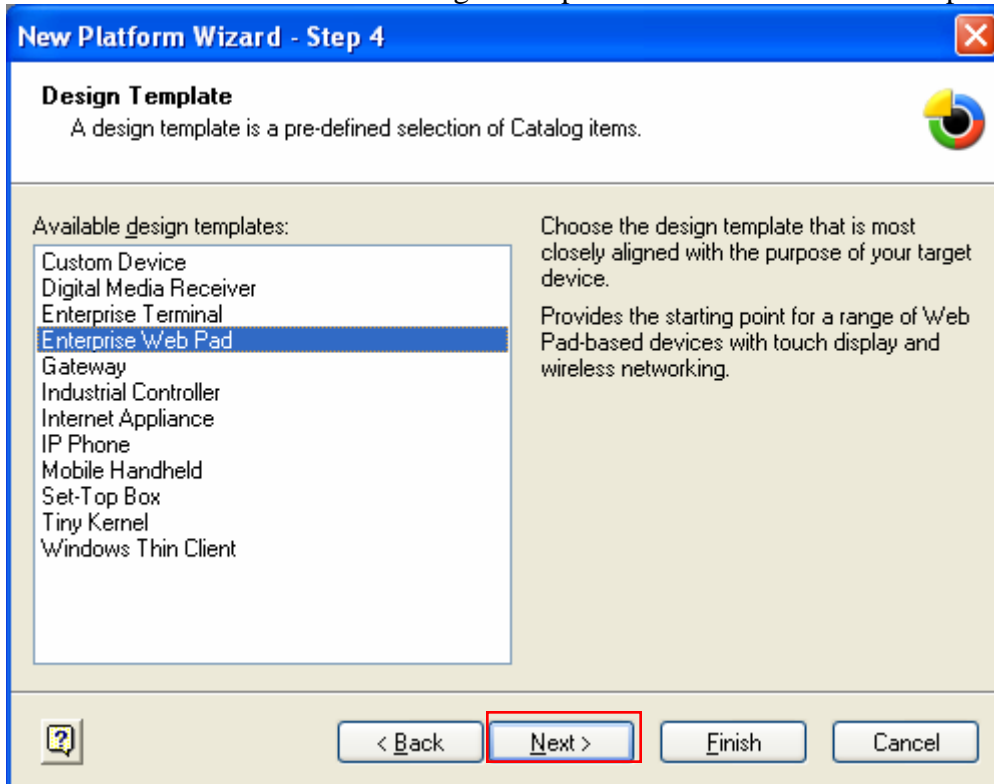 New Platform Wizard - Step 4
Design Template
A design template is a pre-defined selection of Catalog items.
Available design templates:
Custom Device
Digital Media Receiver
Enterprise Terminal
Enterprise Web Pad
Gateway
Industrial Controller
Internet Appliance
IP Phone
Mobile Handheld
Set-Top Box
Tiny Kernel
Windows Thin Client
Choose the design template that is most
closely aligned with the purpose of your target
device.
Provides the starting point for a range of Web
Pad-based devices with touch display and
wireless networking.
< Back Next > Finish Cancel